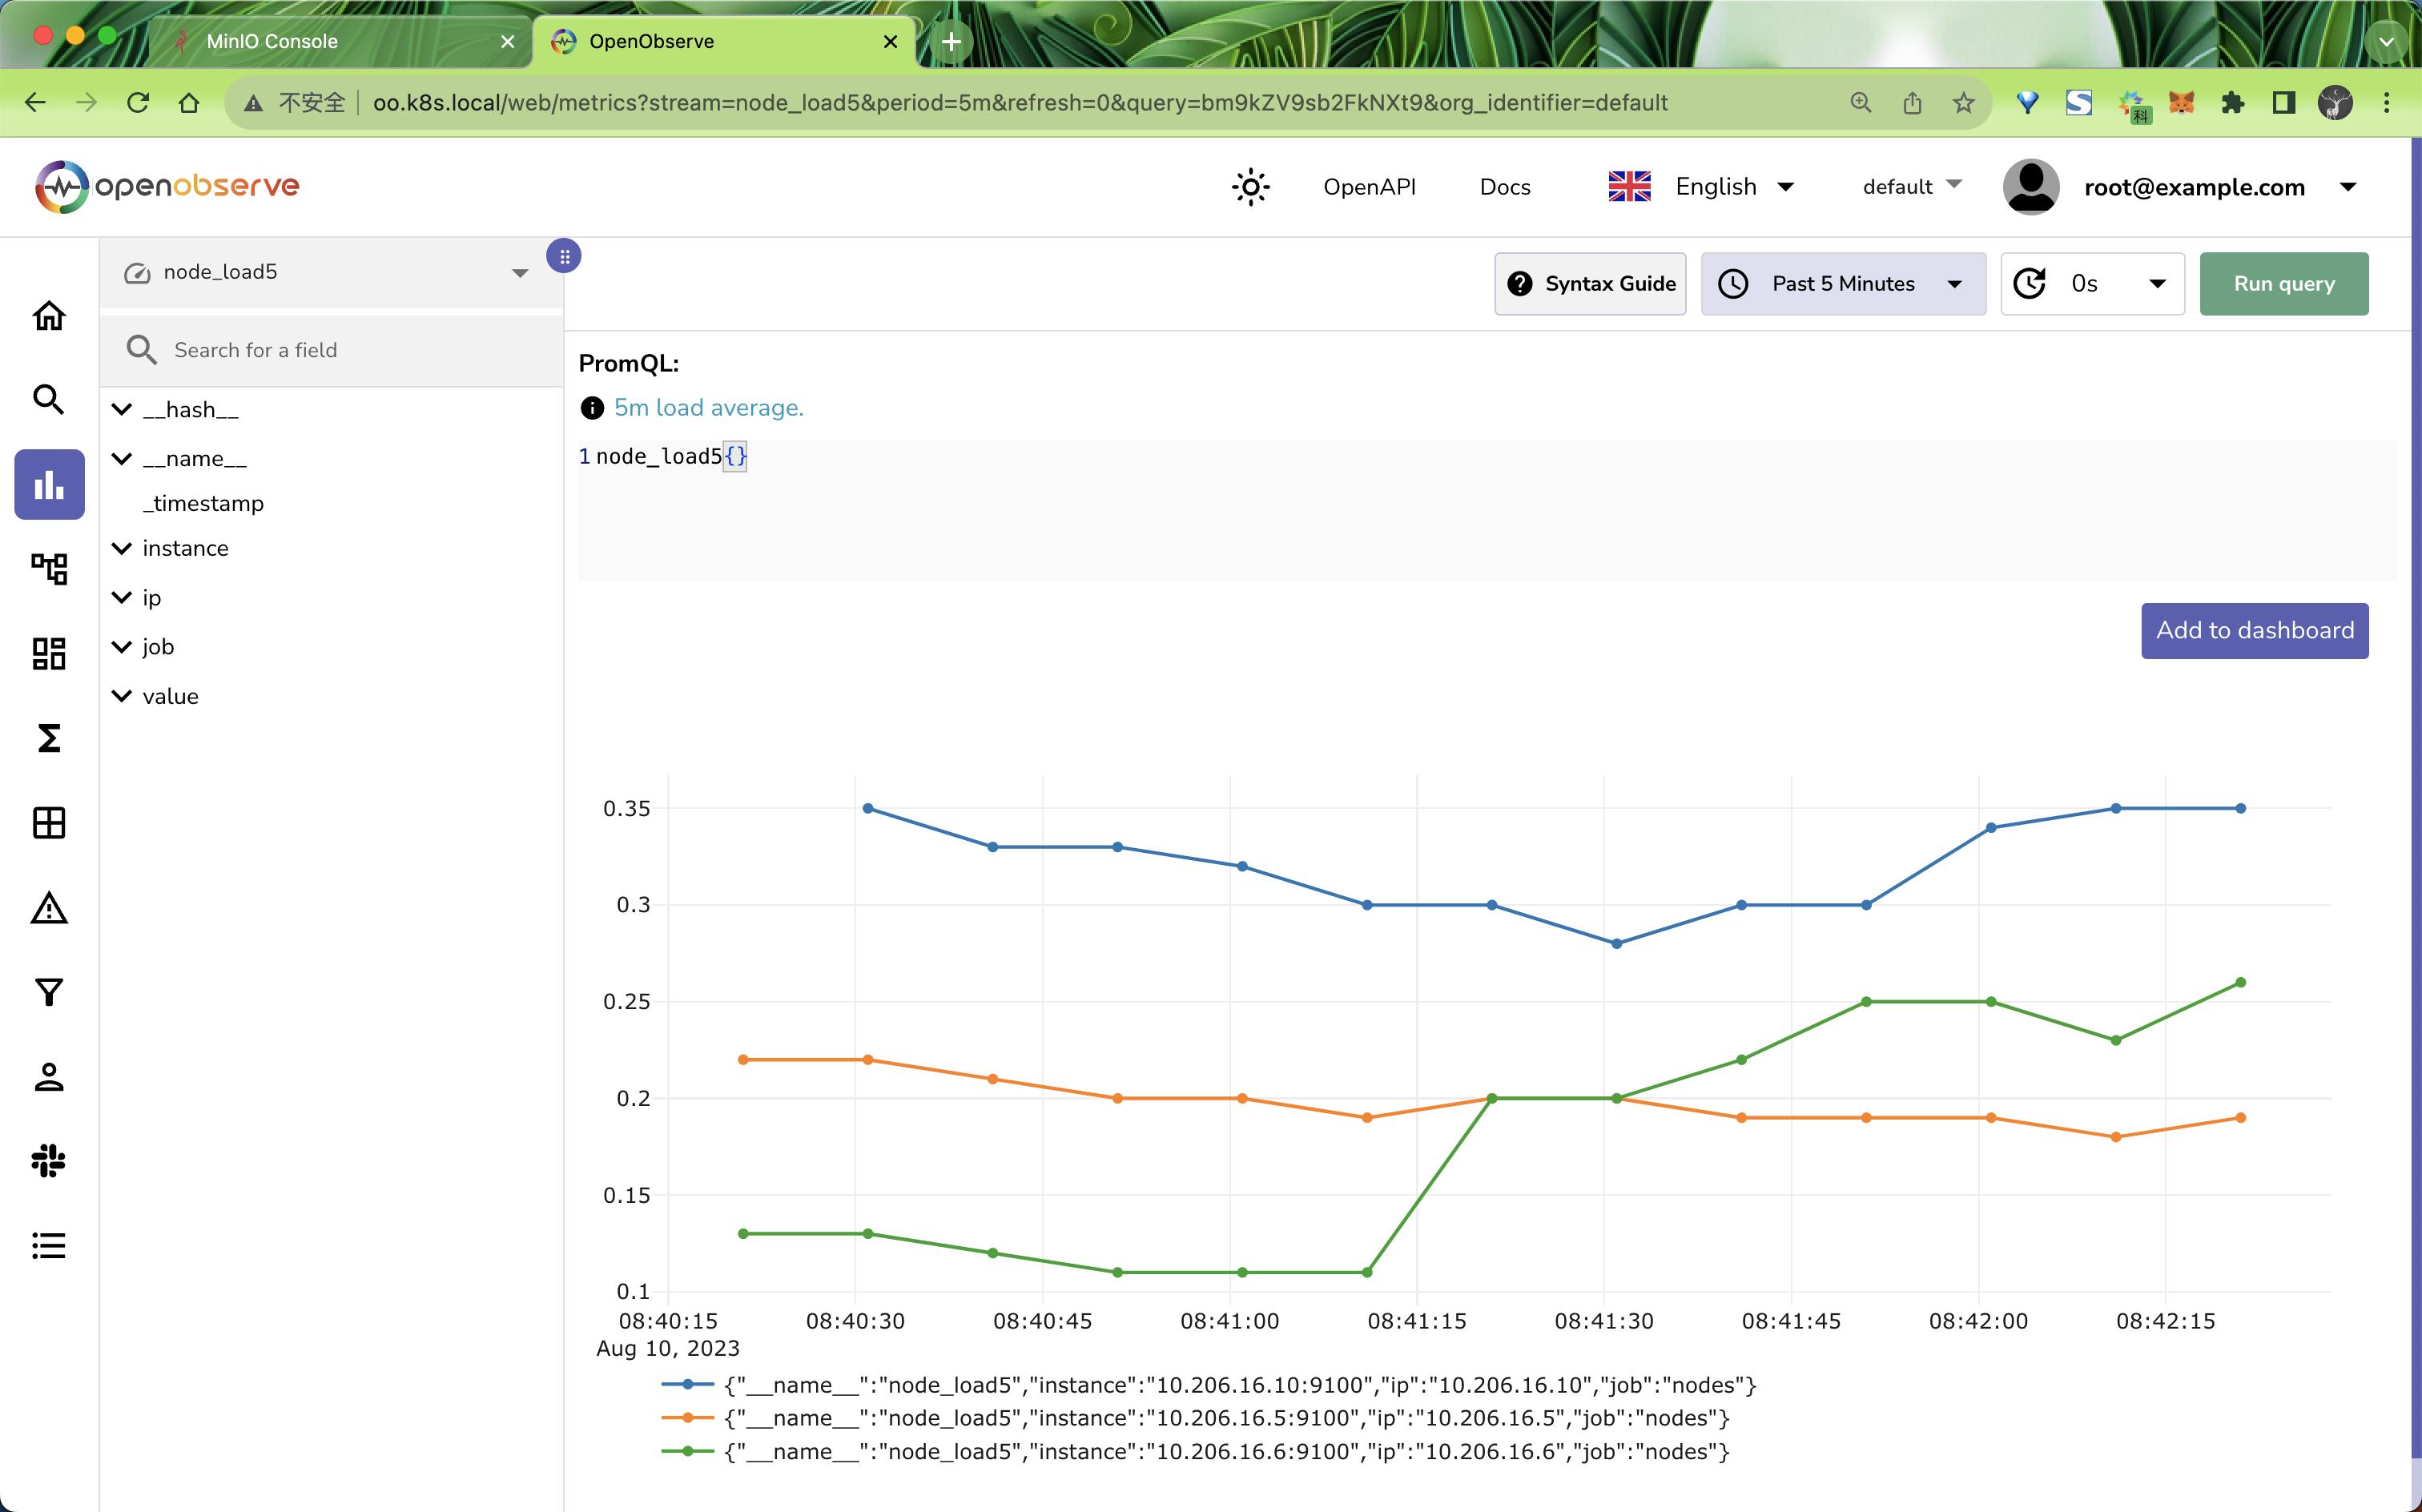 MinIO Console
OpenObserve
不安全
oo.k8s.local/web/metrics?stream=node_load5&period=5m&refresh=0&query=bm9kZV9sb2FkNXt9&org_identifier=default
科
openobserve
OpenAPI
Docs
English
default
root@example.com
node_load5
Syntax Guide
Past 5 Minutes
0s
Run query
Search for a field
__hash__
__name__
_timestamp
instance
ip
job
value
PromQL:
5m load average.
1 node_load5{}
Add to dashboard
0.35
0.3
0.25
0.2
0.15
0.1
08:40:15 08:40:30 08:40:45 08:41:00 08:41:15 08:41:30 08:41:45 08:42:00 08:42:15
Aug 10, 2023
{"__name__":"node_load5","instance":"10.206.16.10:9100","ip":"10.206.16.10","job":"nodes"}
{"__name__":"node_load5","instance":"10.206.16.5:9100","ip":"10.206.16.5","job":"nodes"}
{"__name__":"node_load5","instance":"10.206.16.6:9100","ip":"10.206.16.6","job":"nodes"}